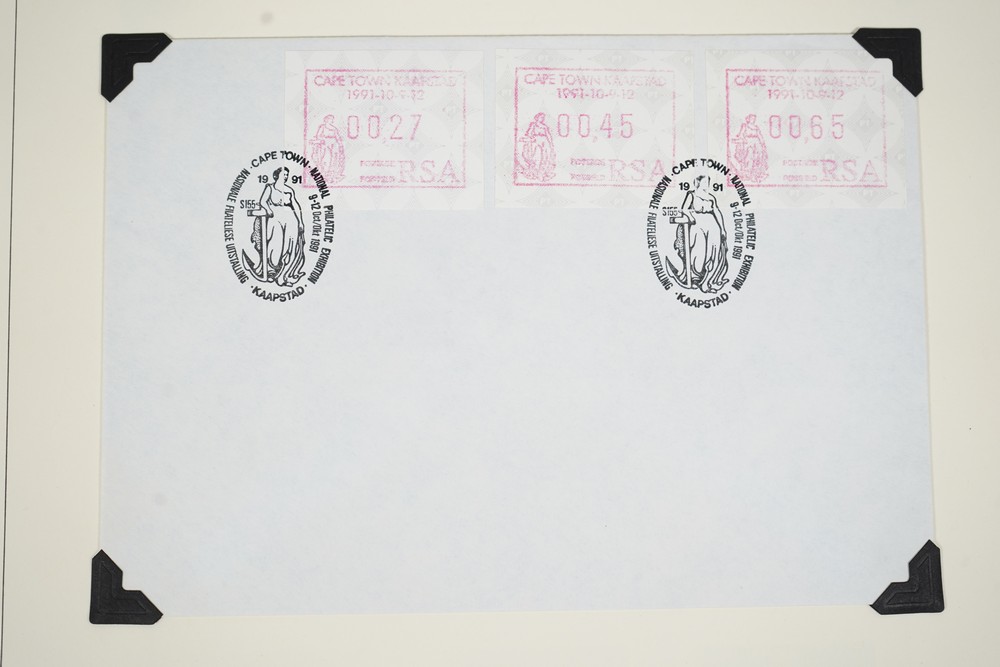 CAPE TOWN KAAPSTAD
1991-10-9-12
00,27
POSTAGE
POSGELD RSA
CAPE TOWN KAAPSTAD
1991-10-9-12
00,45
POSTAGE
POSGELD RSA
CAPE TOWN KAAPSTAD
1991-10-9-12
00,65
POSTAGE
POSGELD RSA
·CAPE TOWN·
NATIONAL PHILATELIC EXHIBITION
19 91
9-12 Oct/Okt 1991
S155
NASIONALE FILATELIESE UITSTALLING
·KAAPSTAD·
·CAPE TOWN·
NATIONAL PHILATELIC EXHIBITION
19 91
9-12 Oct/Okt 1991
S155
NASIONALE FILATELIESE UITSTALLING
·KAAPSTAD·